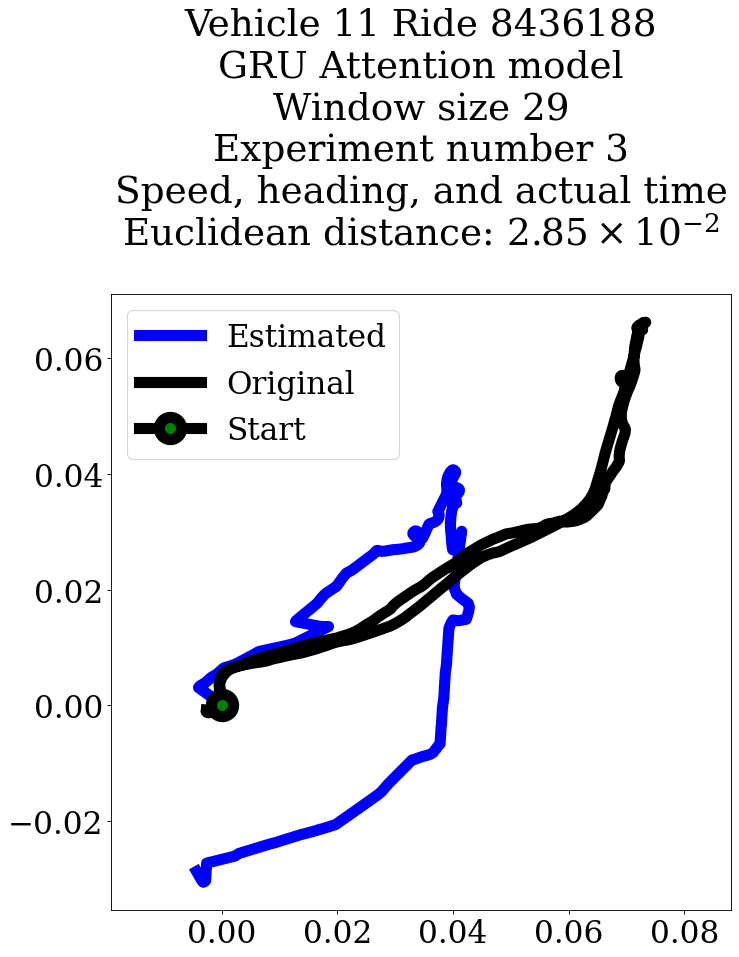 Vehicle 11 Ride 8436188
GRU Attention model
Window size 29
Experiment number 3
Speed, heading, and actual time
Euclidean distance: 2.85 × 10⁻²
Estimated
Original
Start
0.06
0.04
0.02
0.00
−0.02
0.00 0.02 0.04 0.06 0.08